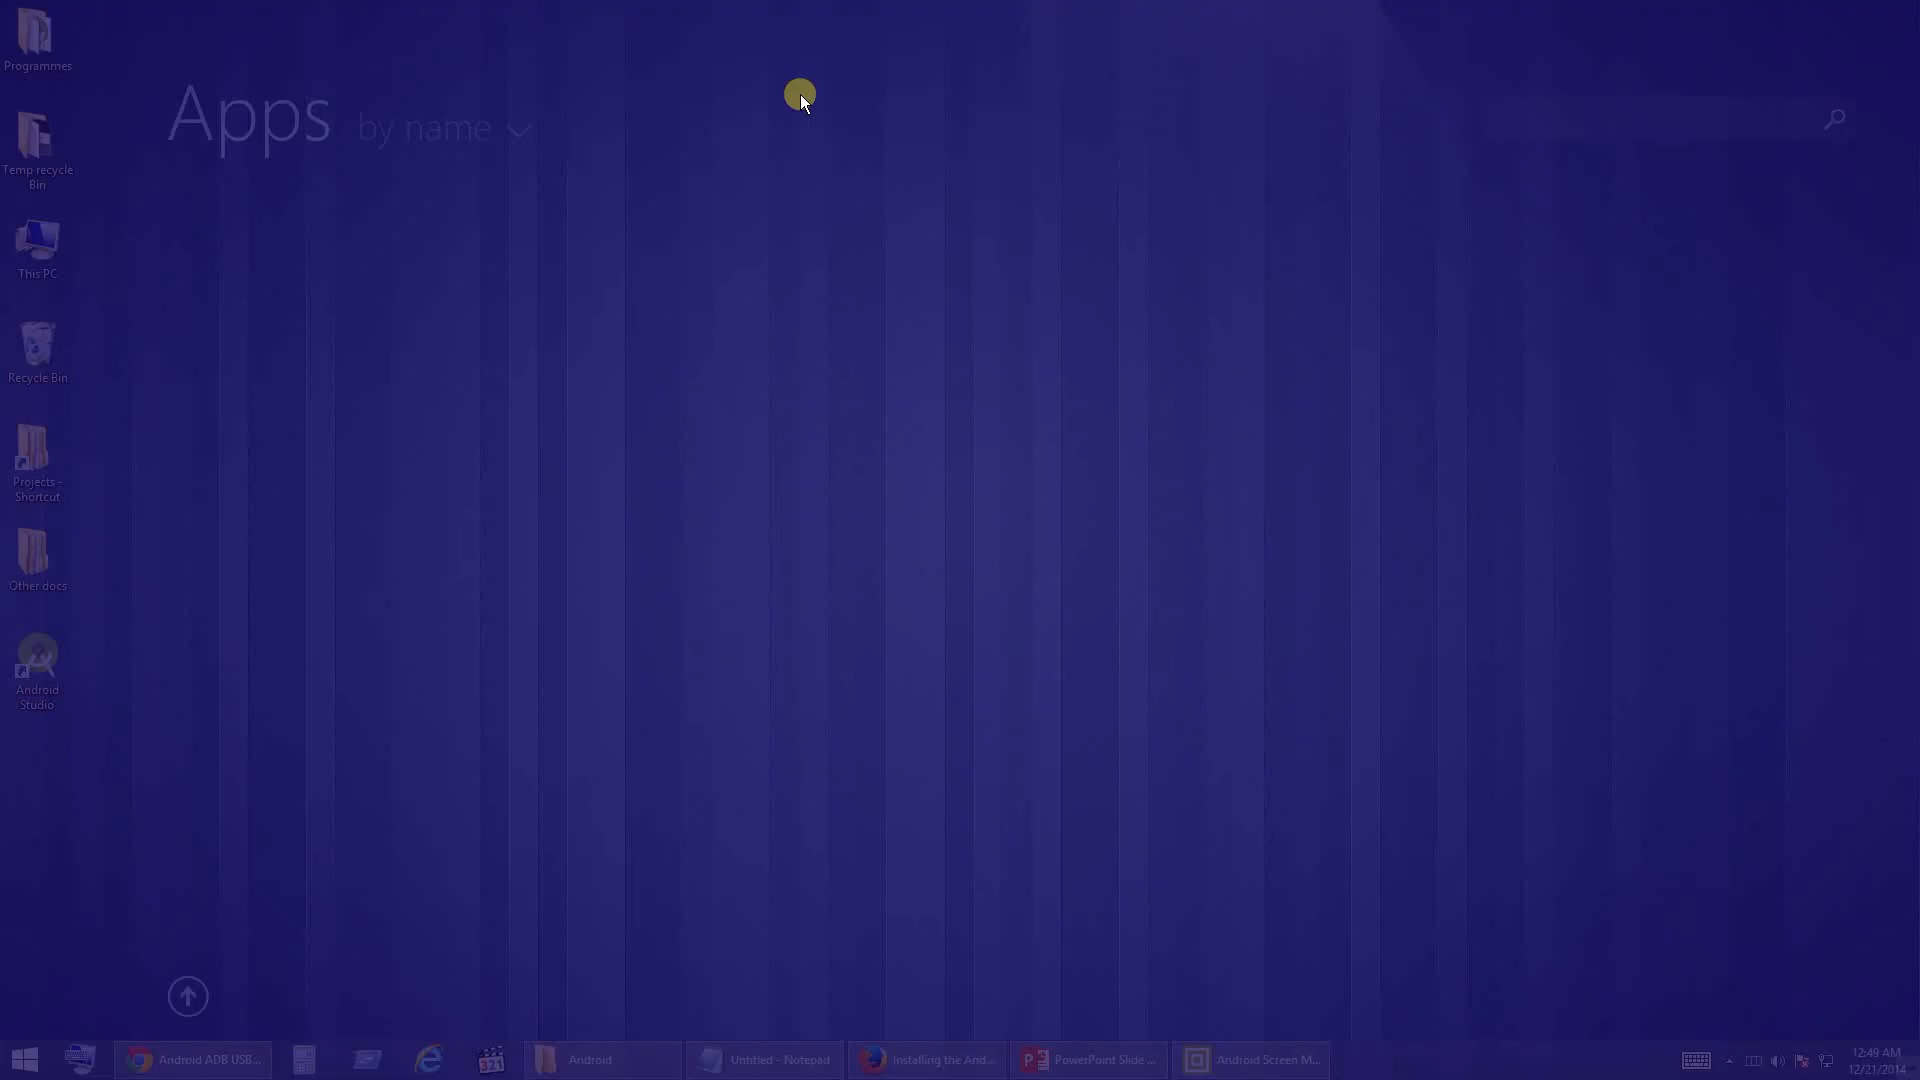 Programmes
Apps by name
Temp recycle
Bin
This PC
Recycle Bin
Projects -
Shortcut
Other docs
Android
Studio
Android ADB USB...
321
Android
Untitled - Notepad
Installing the And...
PowerPoint Slide ...
Android Screen M...
12:49 AM
12/21/2014